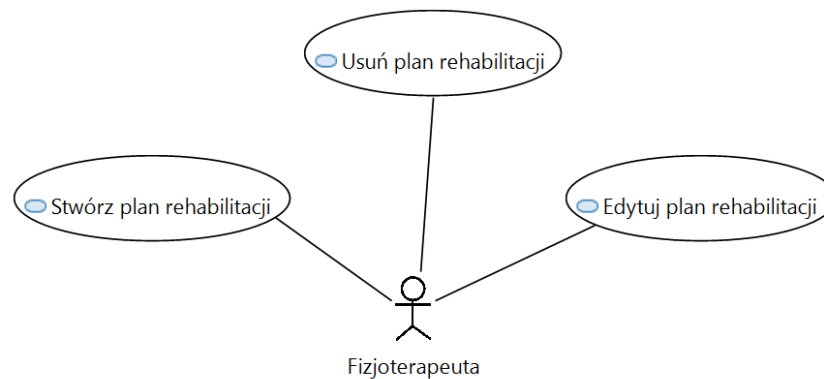 Usuń plan rehabilitacji
Stwórz plan rehabilitacji
Edytuj plan rehabilitacji
Fizjoterapeuta